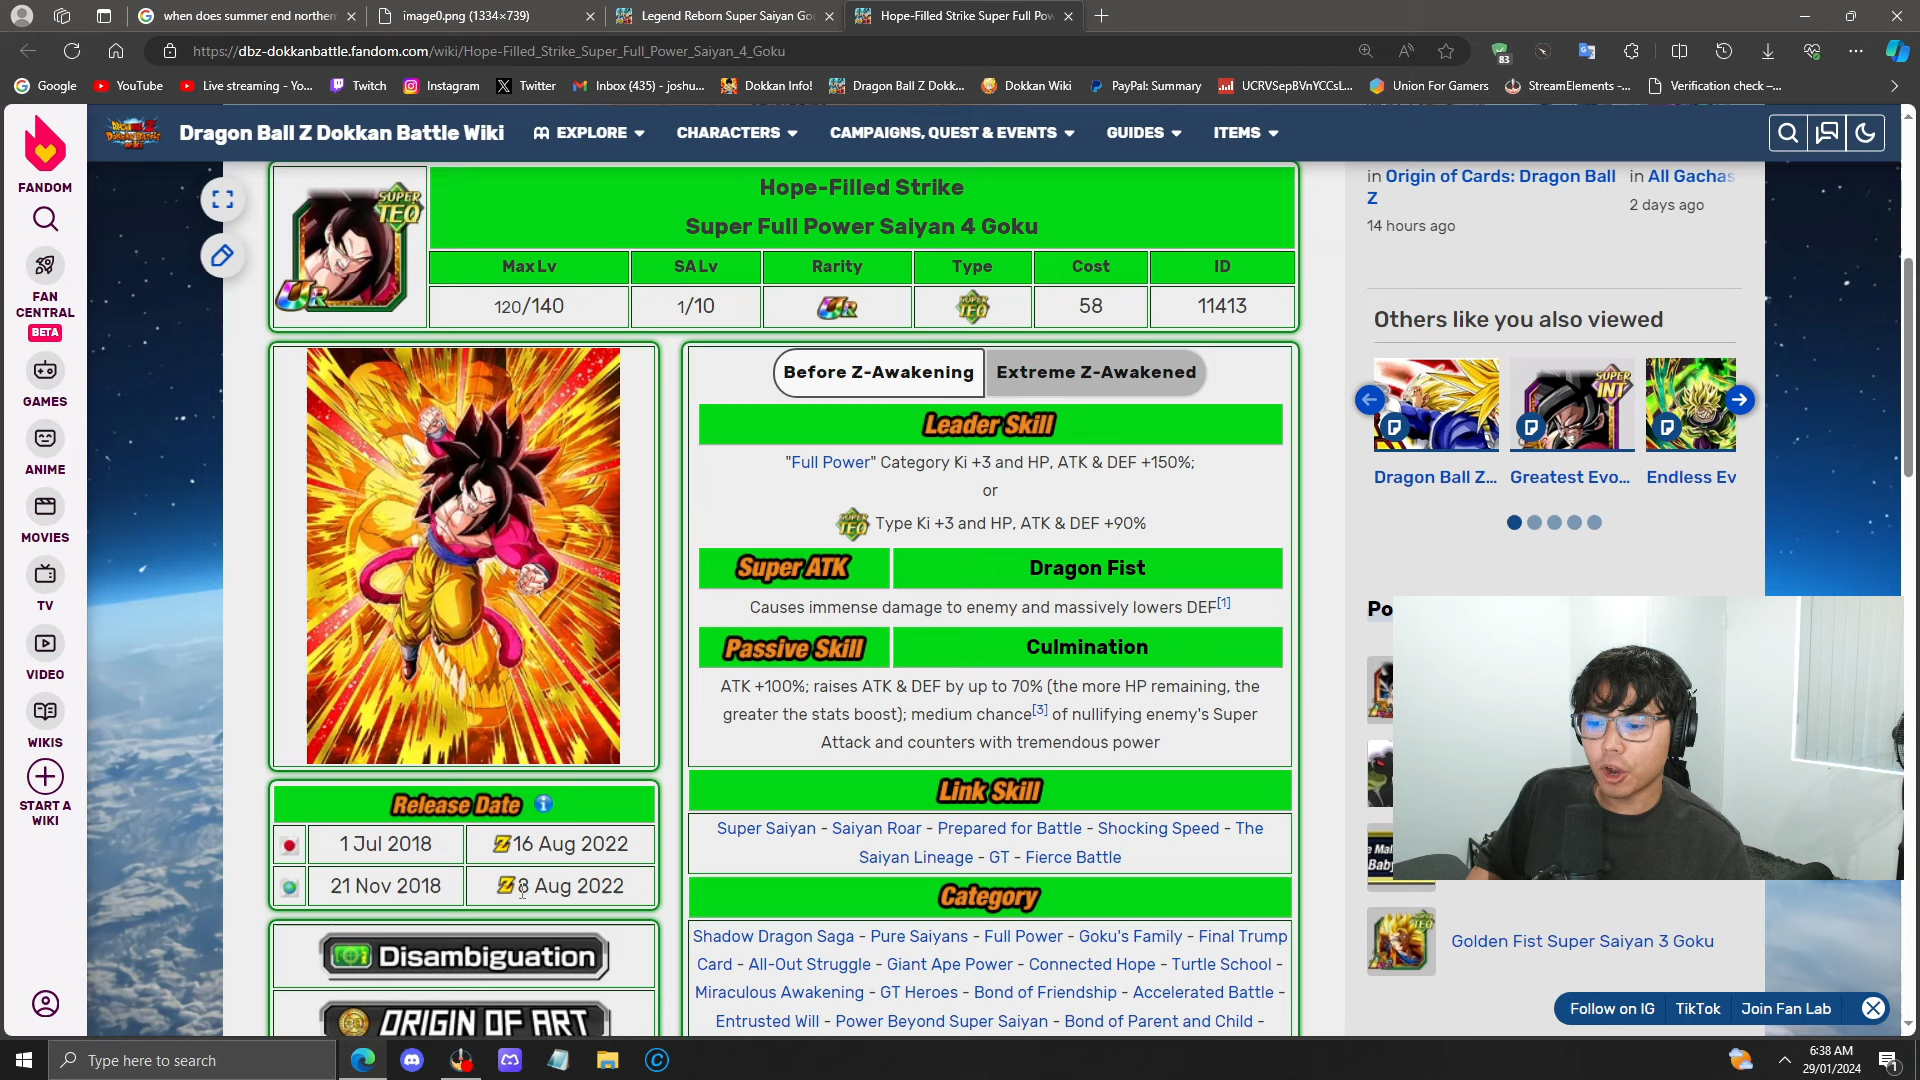 when does summer end northern
image0.png (1334×739)
Legend Reborn Super Saiyan Go
Hope-Filled Strike Super Full Pow
https://dbz-dokkanbattle.fandom.com/wiki/Hope-Filled_Strike_Super_Full_Power_Saiyan_4_Goku
83
Google YouTube Live streaming - Yo... Twitch Instagram Twitter Inbox (435) - joshu... Dokkan Info! Dragon Ball Z Dokk... Dokkan Wiki PayPal: Summary UCRVSepBVnYCCsL... Union For Gamers StreamElements -... Verification check –...
FANDOM
FAN CENTRAL
BETA
GAMES
ANIME
MOVIES
TV
VIDEO
WIKIS
START A WIKI
Dragon Ball Z Dokkan Battle Wiki EXPLORE CHARACTERS CAMPAIGNS, QUEST & EVENTS GUIDES ITEMS
SUPER TEQ
UR
Hope-Filled Strike
Super Full Power Saiyan 4 Goku
Max Lv SA Lv Rarity Type Cost ID
120/140 1/10 UR SUPER TEQ 58 11413
Before Z-Awakening Extreme Z-Awakened
Leader Skill
"Full Power" Category Ki +3 and HP, ATK & DEF +150%;
or
SUPER TEQ Type Ki +3 and HP, ATK & DEF +90%
Super ATK Dragon Fist
Causes immense damage to enemy and massively lowers DEF[1]
Passive Skill Culmination
ATK +100%; raises ATK & DEF by up to 70% (the more HP remaining, the
greater the stats boost); medium chance[3] of nullifying enemy's Super
Attack and counters with tremendous power
Link Skill
Super Saiyan - Saiyan Roar - Prepared for Battle - Shocking Speed - The
Saiyan Lineage - GT - Fierce Battle
Category
Shadow Dragon Saga - Pure Saiyans - Full Power - Goku's Family - Final Trump
Card - All-Out Struggle - Giant Ape Power - Connected Hope - Turtle School -
Miraculous Awakening - GT Heroes - Bond of Friendship - Accelerated Battle -
Entrusted Will - Power Beyond Super Saiyan - Bond of Parent and Child -
Release Date
1 Jul 2018 Z 16 Aug 2022
21 Nov 2018 Z 8 Aug 2022
Disambiguation
ORIGIN OF ART
in Origin of Cards: Dragon Ball
Z
14 hours ago
in All Gachas
2 days ago
Others like you also viewed
SUPER INT
Dragon Ball Z... Greatest Evo... Endless Ev
Po
Baby
TEQ
Golden Fist Super Saiyan 3 Goku
Follow on IG TikTok Join Fan Lab
Type here to search
6:38 AM
29/01/2024
1